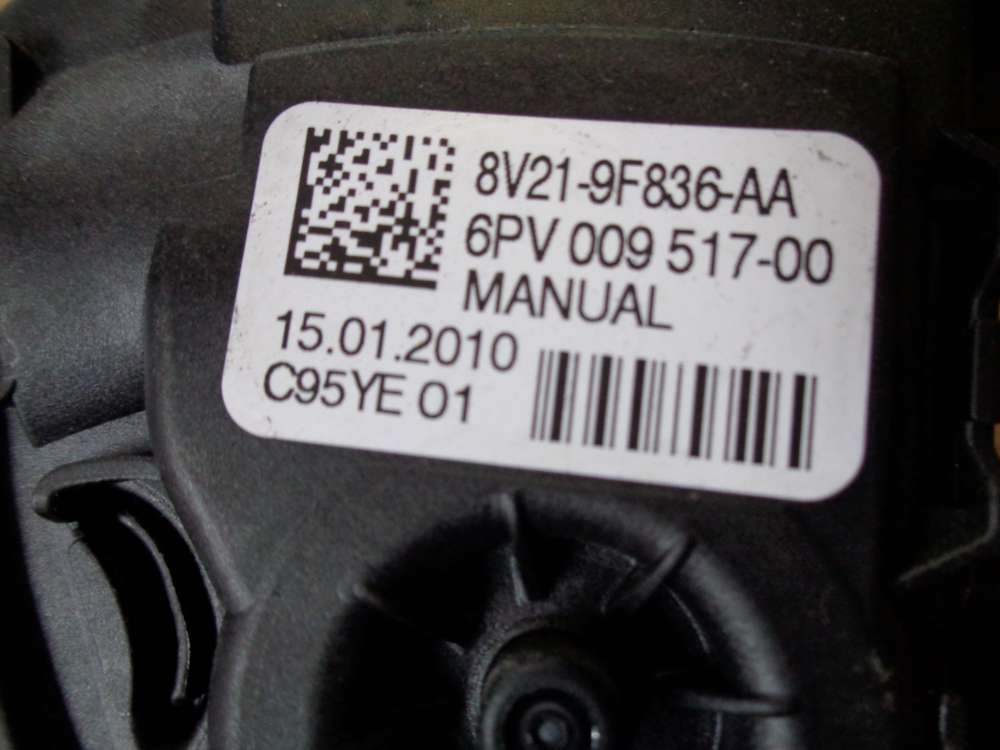 8V21-9F836-AA
6PV 009 517-00
MANUAL
15.01.2010
C95YE 01